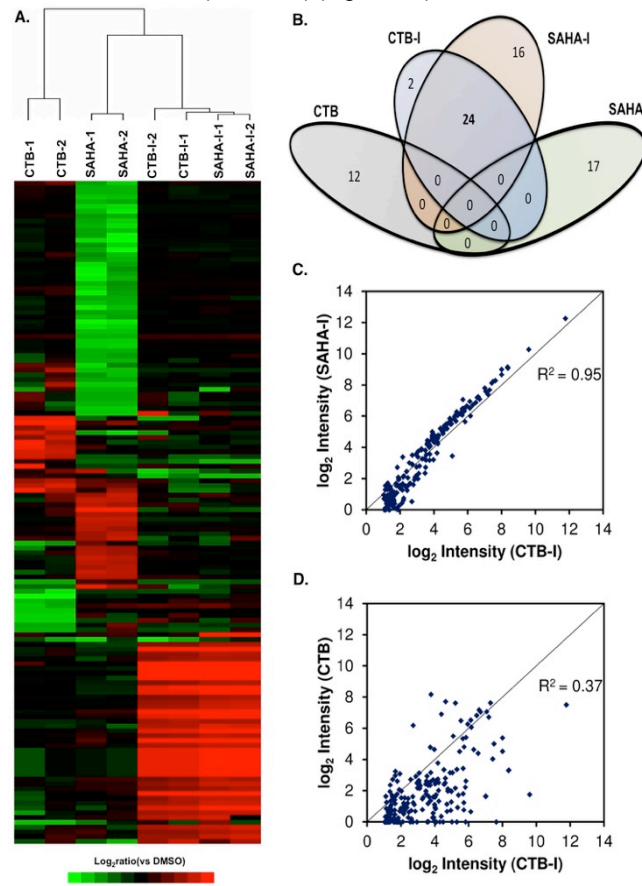 A.
CTB-1
CTB-2
SAHA-1
SAHA-2
CTB-I-2
CTB-I-1
SAHA-I-1
SAHA-I-2
Log2ratio(vs DMSO)
B.
CTB-I
SAHA-I
CTB
SAHA
2
16
24
12
17
0
0
0
0
0
0
0
0
C.
log2 Intensity (SAHA-I)
14
12
10
8
6
4
2
0
R2 = 0.95
0 2 4 6 8 10 12 14
log2 Intensity (CTB-I)
D.
log2 Intensity (CTB)
14
12
10
8
6
4
2
0
R2 = 0.37
0 2 4 6 8 10 12 14
log2 Intensity (CTB-I)